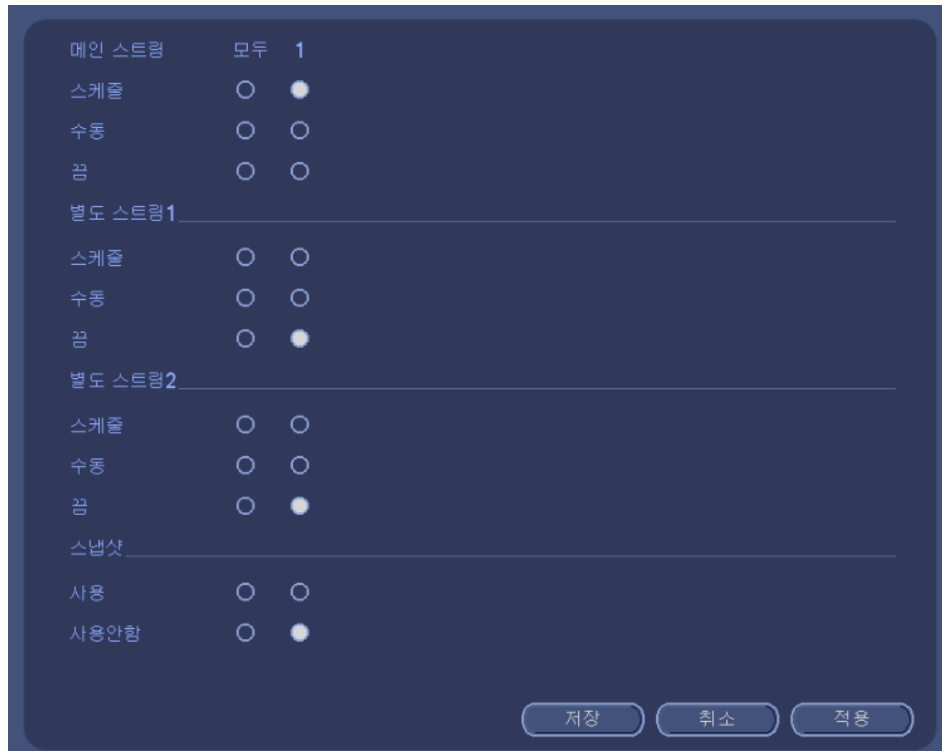 메인 스트림 모두 1
스케줄
수동
끔
별도 스트림1
스케줄
수동
끔
별도 스트림2
스케줄
수동
끔
스냅샷
사용
사용안함
저장 취소 적용